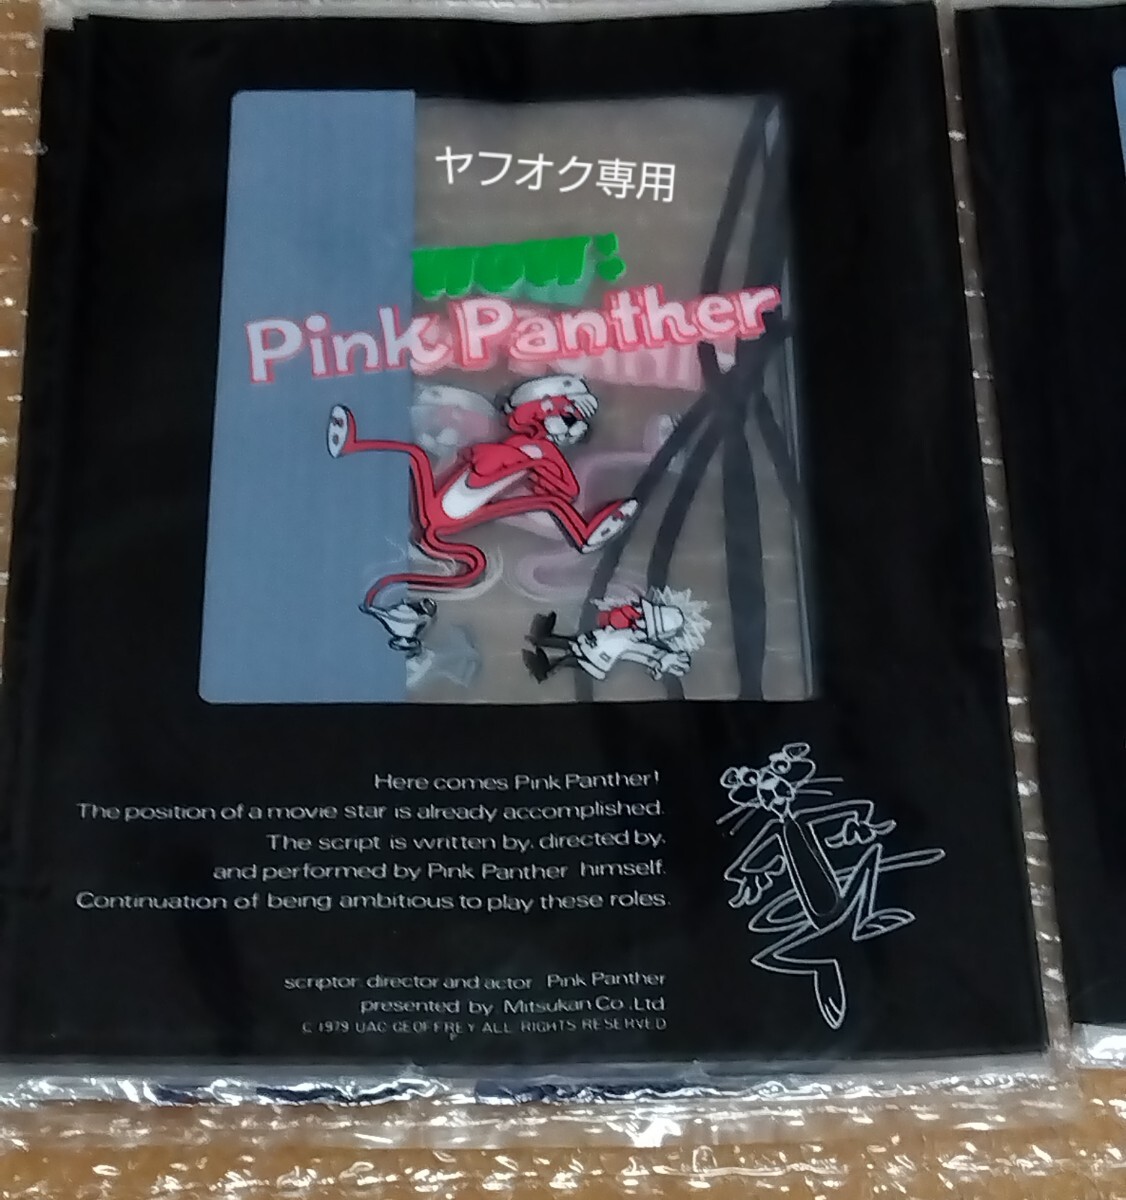 ヤフオク専用
WOW:
Pink Panther
Here comes Pink Panther!
The position of a movie star is already accomplished.
The script is written by, directed by,
and performed by Pink Panther himself.
Continuation of being ambitious to play these roles.
scriptor director and actor Pink Panther
presented by Mitsukan Co.Ltd
C 1979 UAC GEOFFREY ALL RIGHTS RESERVED